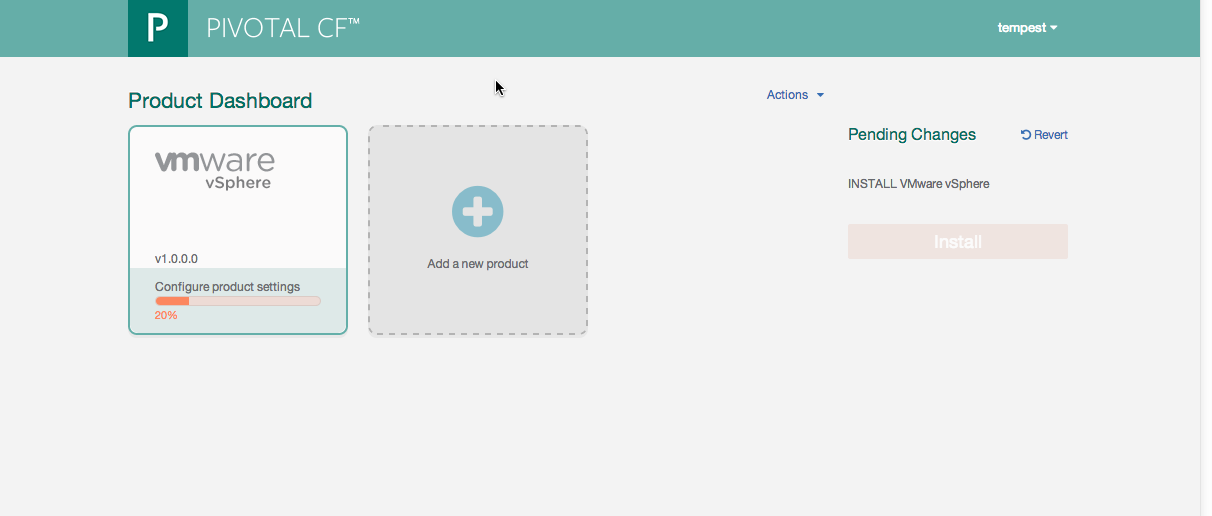 P PIVOTAL CF™
tempest
Product Dashboard
Actions
vmware
vSphere
v1.0.0.0
Configure product settings
20%
Add a new product
Pending Changes
Revert
INSTALL VMware vSphere
Install